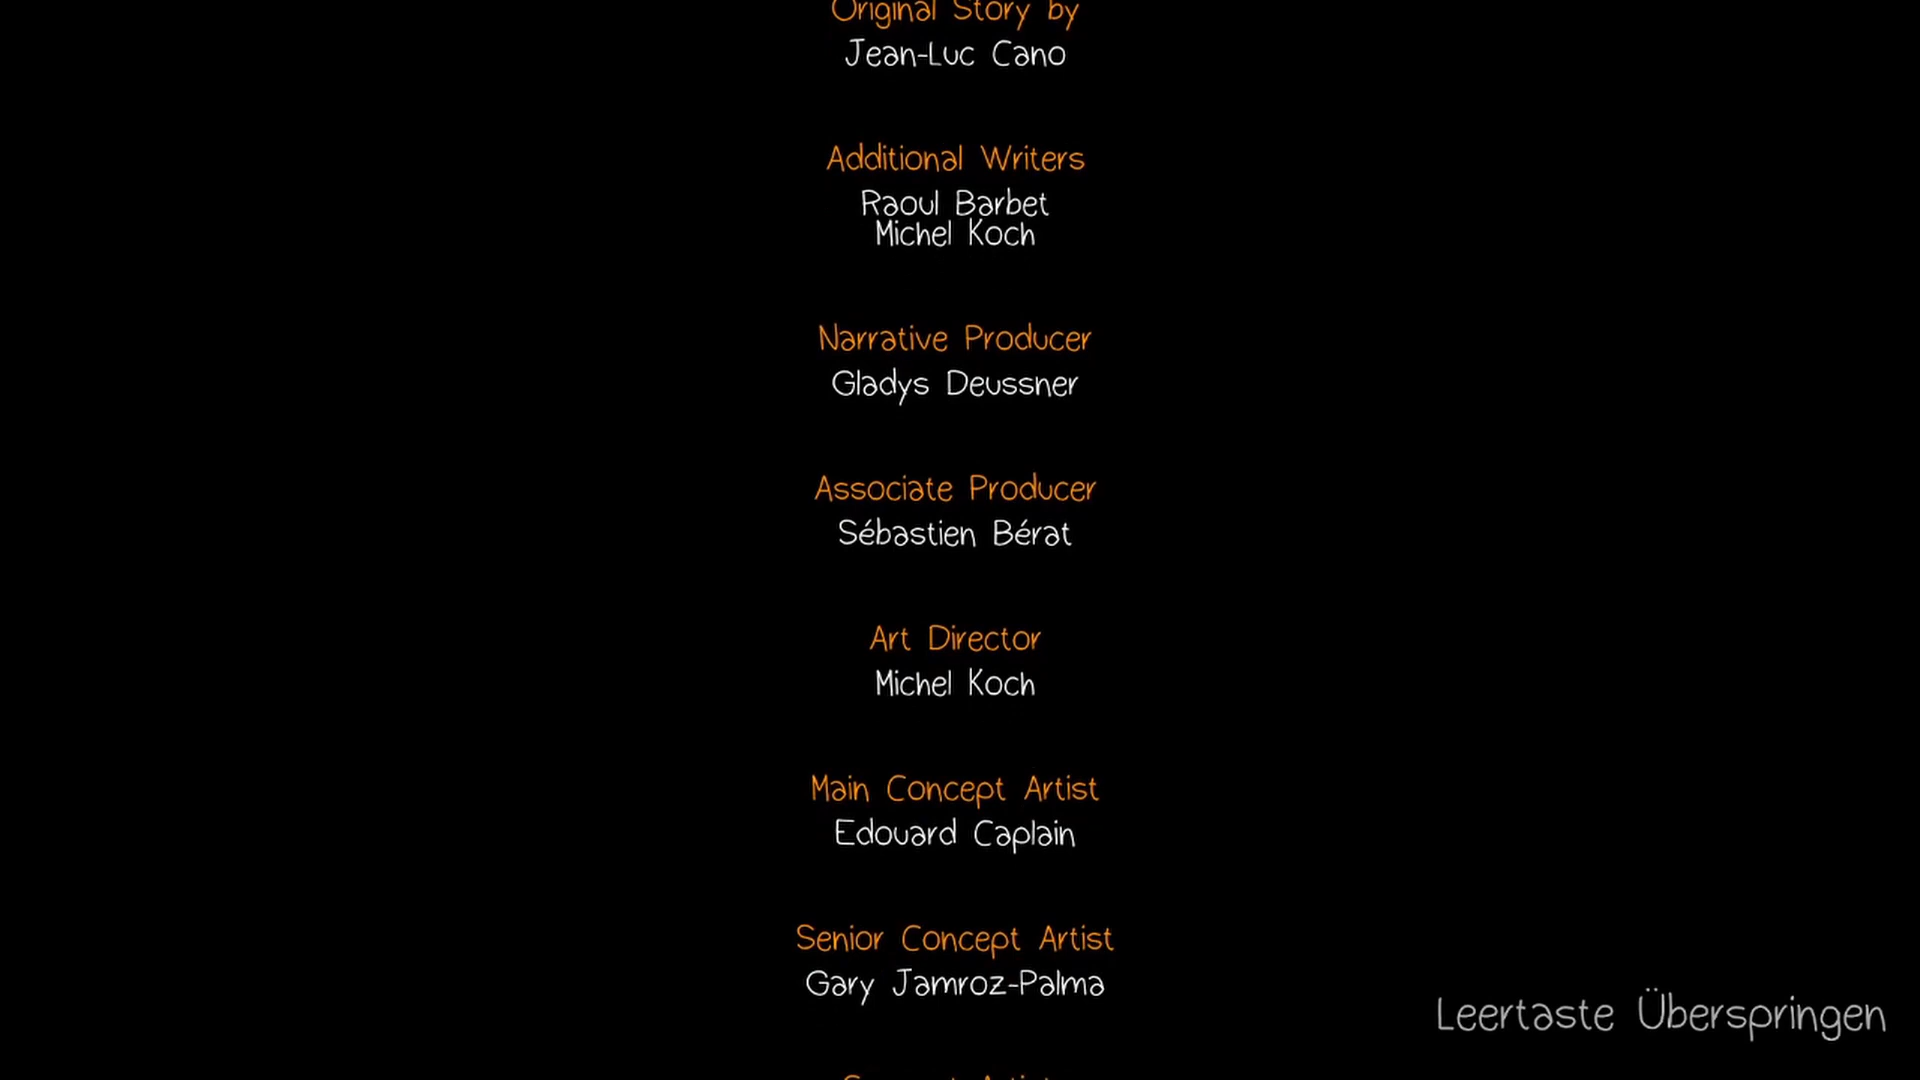 Original Story by
Jean-Luc Cano
Additional Writers
Raoul Barbet
Michel Koch
Narrative Producer
Gladys Deussner
Associate Producer
Sébastien Bérat
Art Director
Michel Koch
Main Concept Artist
Edouard Caplain
Senior Concept Artist
Gary Jamroz-Palma
Leertaste Überspringen